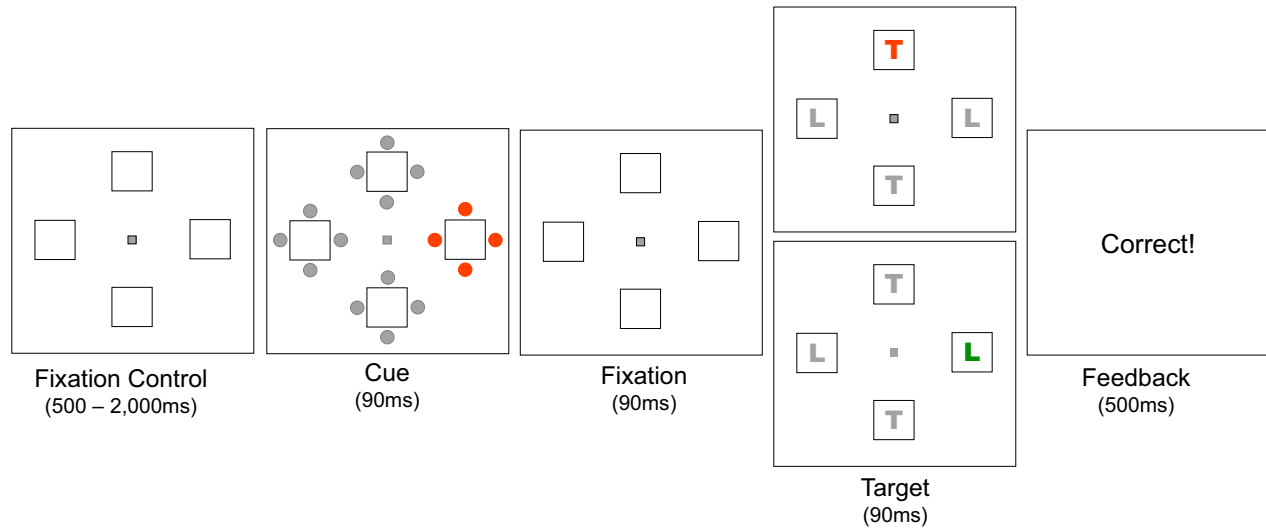 Fixation Control
(500 – 2,000ms)
Cue
(90ms)
Fixation
(90ms)
T
L L
T
T
L L
T
Target
(90ms)
Correct!
Feedback
(500ms)